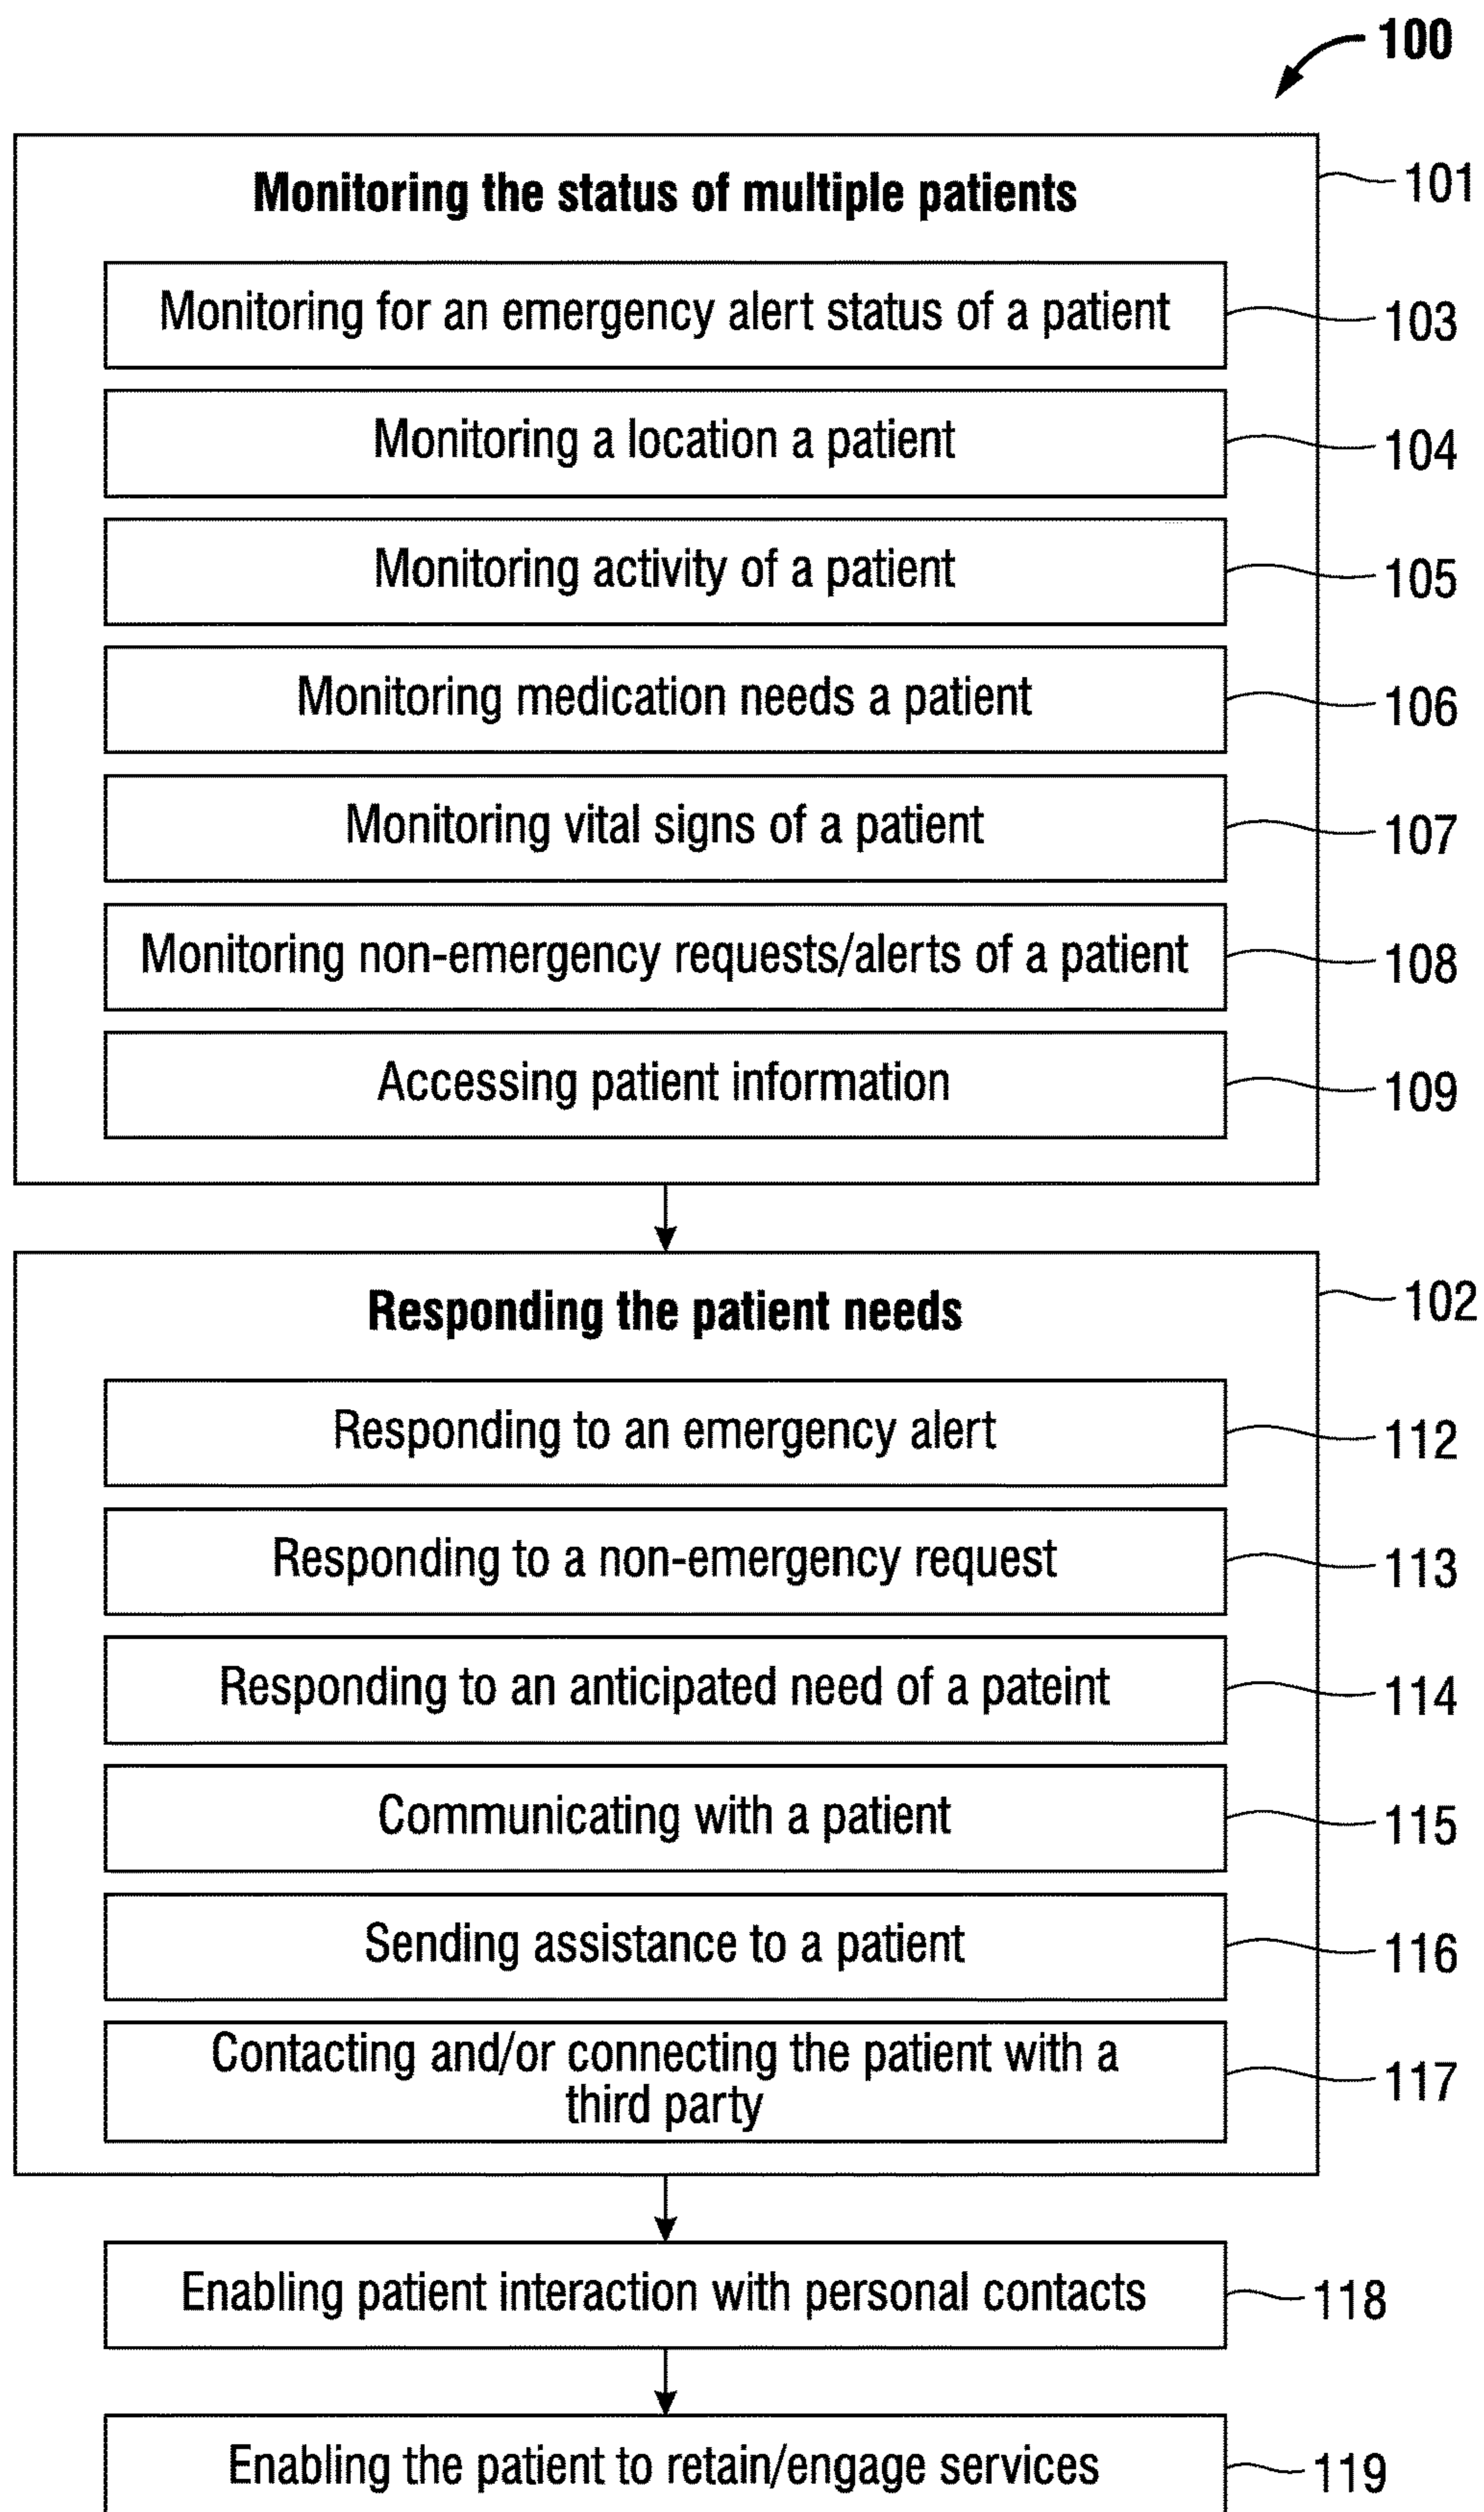 100
Monitoring the status of multiple patients
101
Monitoring for an emergency alert status of a patient
103
Monitoring a location a patient
104
Monitoring activity of a patient
105
Monitoring medication needs a patient
106
Monitoring vital signs of a patient
107
Monitoring non-emergency requests/alerts of a patient
108
Accessing patient information
109
Responding the patient needs
102
Responding to an emergency alert
112
Responding to a non-emergency request
113
Responding to an anticipated need of a pateint
114
Communicating with a patient
115
Sending assistance to a patient
116
Contacting and/or connecting the patient with a
third party
117
Enabling patient interaction with personal contacts
118
Enabling the patient to retain/engage services
119